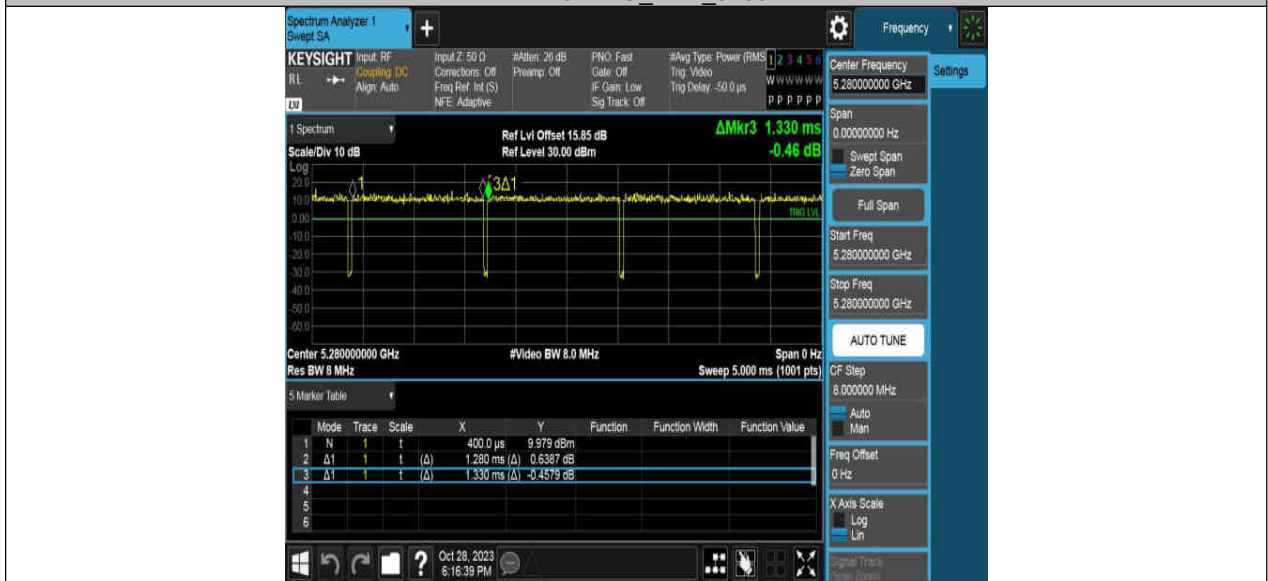 Spectrum Analyzer 1
Swept SA
+
Frequency
KEYSIGHT
RL
Input: RF
Coupling: DC
Align: Auto
Input Z: 50 Ω
Corrections: Off
Freq Ref: Int (S)
NFE: Adaptive
#Atten: 26 dB
Preamp: Off
PNO: Fast
Gate: Off
IF Gain: Low
Sig Track: Off
#Avg Type: Power (RMS
Trig: Video
Trig Delay: -50.0 µs
1 2 3 4 5 6
W W W W W W
P P P P P P
1 Spectrum
Scale/Div 10 dB
Ref Lvl Offset 15.85 dB
Ref Level 30.00 dBm
ΔMkr3 1.330 ms
-0.46 dB
Log
20.0
10.0
0.00
-10.0
-20.0
-30.0
-40.0
-50.0
-60.0
1
3Δ1
TRIG LVL
Center 5.280000000 GHz
Res BW 8 MHz
#Video BW 8.0 MHz
Span 0 Hz
Sweep 5.000 ms (1001 pts)
5 Marker Table
Mode Trace Scale X Y Function Function Width Function Value
1 N 1 t 400.0 µs 9.979 dBm
2 Δ1 1 t (Δ) 1.280 ms (Δ) 0.6387 dB
3 Δ1 1 t (Δ) 1.330 ms (Δ) -0.4579 dB
4
5
6
?
Oct 28, 2023
6:16:39 PM
Center Frequency
5.280000000 GHz
Settings
Span
0.00000000 Hz
Swept Span
Zero Span
Full Span
Start Freq
5.280000000 GHz
Stop Freq
5.280000000 GHz
AUTO TUNE
CF Step
8.000000 MHz
Auto
Man
Freq Offset
0 Hz
X Axis Scale
Log
Lin
Signal Track
(Span Zoom)